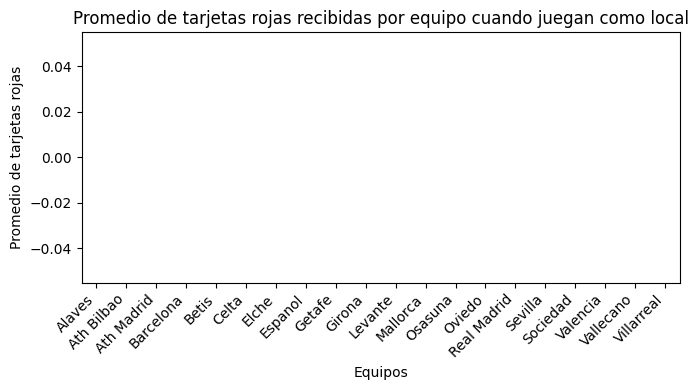 Promedio de tarjetas rojas recibidas por equipo cuando juegan como local
Promedio de tarjetas rojas
0.04
0.02
0.00
−0.02
−0.04
Alaves
Ath Bilbao
Ath Madrid
Barcelona
Betis
Celta
Elche
Espanol
Getafe
Girona
Levante
Mallorca
Osasuna
Oviedo
Real Madrid
Sevilla
Sociedad
Valencia
Vallecano
Villarreal
Equipos